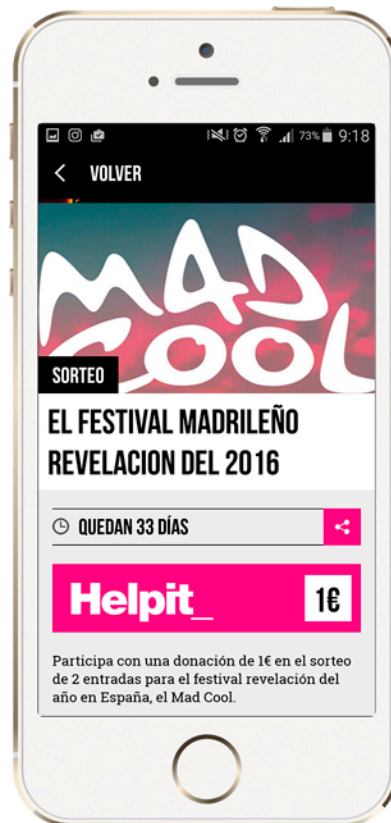 73% 9:18
VOLVER
MAD
COOL
SORTEO
EL FESTIVAL MADRILEÑO
REVELACION DEL 2016
QUEDAN 33 DÍAS
Helpit_ 1€
Participa con una donación de 1€ en el sorteo
de 2 entradas para el festival revelación del
año en España, el Mad Cool.